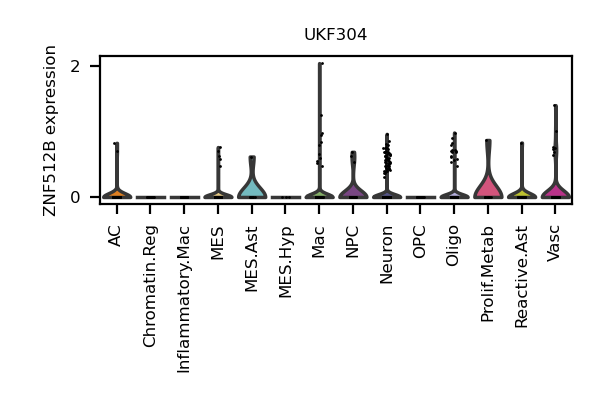 UKF304
ZNF512B expression
2
0
AC
Chromatin.Reg
Inflammatory.Mac
MES
MES.Ast
MES.Hyp
Mac
NPC
Neuron
OPC
Oligo
Prolif.Metab
Reactive.Ast
Vasc